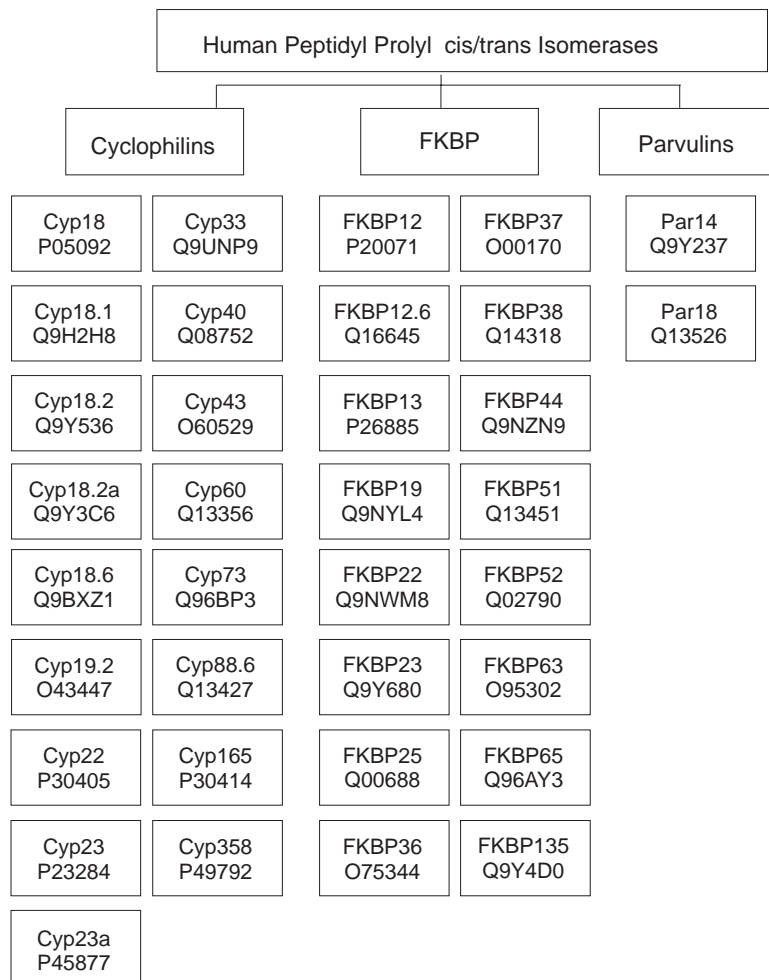 Human Peptidyl Prolyl cis/trans Isomerases
Cyclophilins
FKBP
Parvulins
Cyp18
P05092
Cyp18.1
Q9H2H8
Cyp18.2
Q9Y536
Cyp18.2a
Q9Y3C6
Cyp18.6
Q9BXZ1
Cyp19.2
O43447
Cyp22
P30405
Cyp23
P23284
Cyp23a
P45877
Cyp33
Q9UNP9
Cyp40
Q08752
Cyp43
O60529
Cyp60
Q13356
Cyp73
Q96BP3
Cyp88.6
Q13427
Cyp165
P30414
Cyp358
P49792
FKBP12
P20071
FKBP12.6
Q16645
FKBP13
P26885
FKBP19
Q9NYL4
FKBP22
Q9NWM8
FKBP23
Q9Y680
FKBP25
Q00688
FKBP36
O75344
FKBP37
O00170
FKBP38
Q14318
FKBP44
Q9NZN9
FKBP51
Q13451
FKBP52
Q02790
FKBP63
O95302
FKBP65
Q96AY3
FKBP135
Q9Y4D0
Par14
Q9Y237
Par18
Q13526